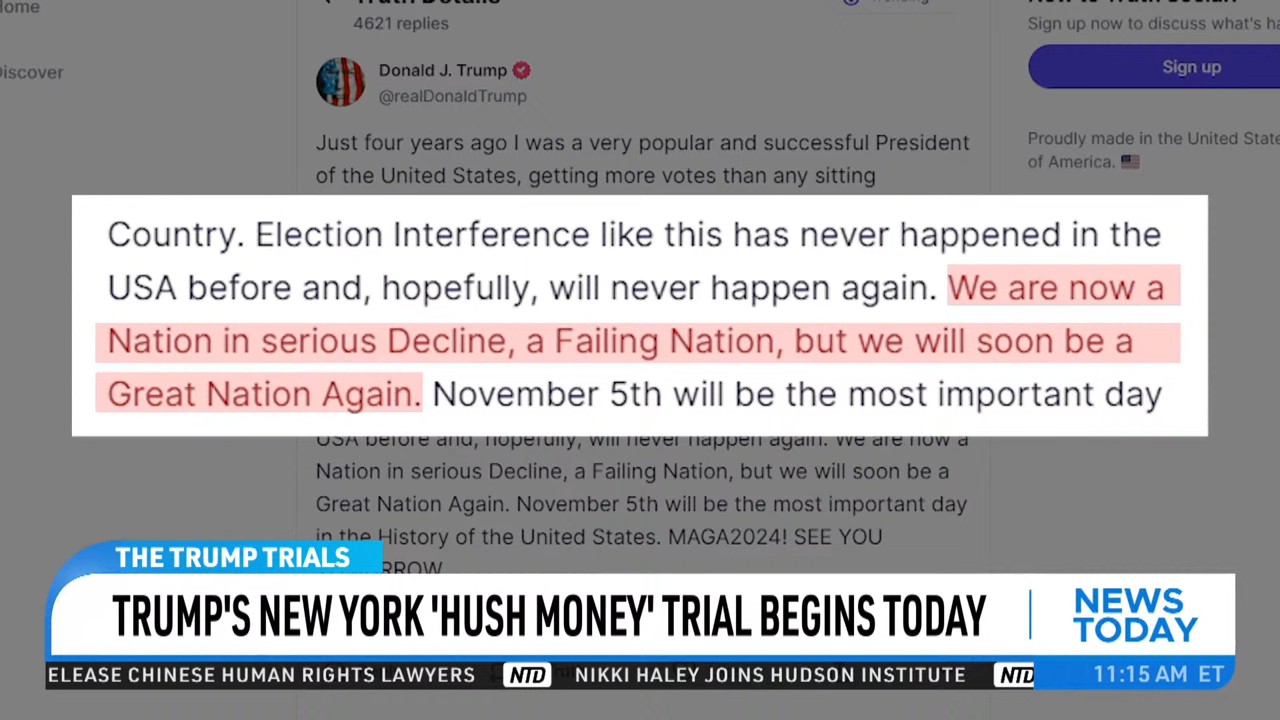 ome
iscover
Truth Details
4621 replies
Donald J. Trump
@realDonaldTrump
Just four years ago I was a very popular and successful President
of the United States, getting more votes than any sitting
Sign up now to discuss what's ha
Sign up
Proudly made in the United State
of America.
Country. Election Interference like this has never happened in the
USA before and, hopefully, will never happen again. We are now a
Nation in serious Decline, a Failing Nation, but we will soon be a
Great Nation Again. November 5th will be the most important day
USA before and, hopefully, will never happen again. We are now a
Nation in serious Decline, a Failing Nation, but we will soon be a
Great Nation Again. November 5th will be the most important day
in the History of the United States. MAGA2024! SEE YOU
RROW
THE TRUMP TRIALS
TRUMP'S NEW YORK 'HUSH MONEY' TRIAL BEGINS TODAY
NEWS
TODAY
ELEASE CHINESE HUMAN RIGHTS LAWYERS NTD NIKKI HALEY JOINS HUDSON INSTITUTE NTD
11:15 AM ET